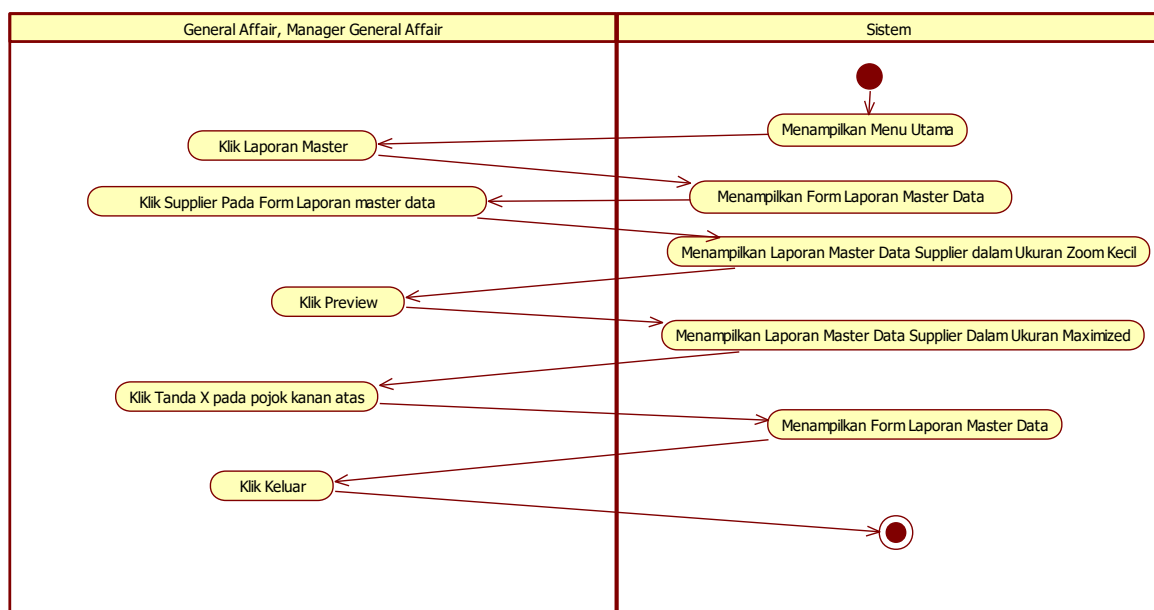 General Affair, Manager General Affair
Sistem
Menampilkan Menu Utama
Klik Laporan Master
Menampilkan Form Laporan Master Data
Klik Supplier Pada Form Laporan master data
Menampilkan Laporan Master Data Supplier dalam Ukuran Zoom Kecil
Klik Preview
Menampilkan Laporan Master Data Supplier Dalam Ukuran Maximized
Klik Tanda X pada pojok kanan atas
Menampilkan Form Laporan Master Data
Klik Keluar